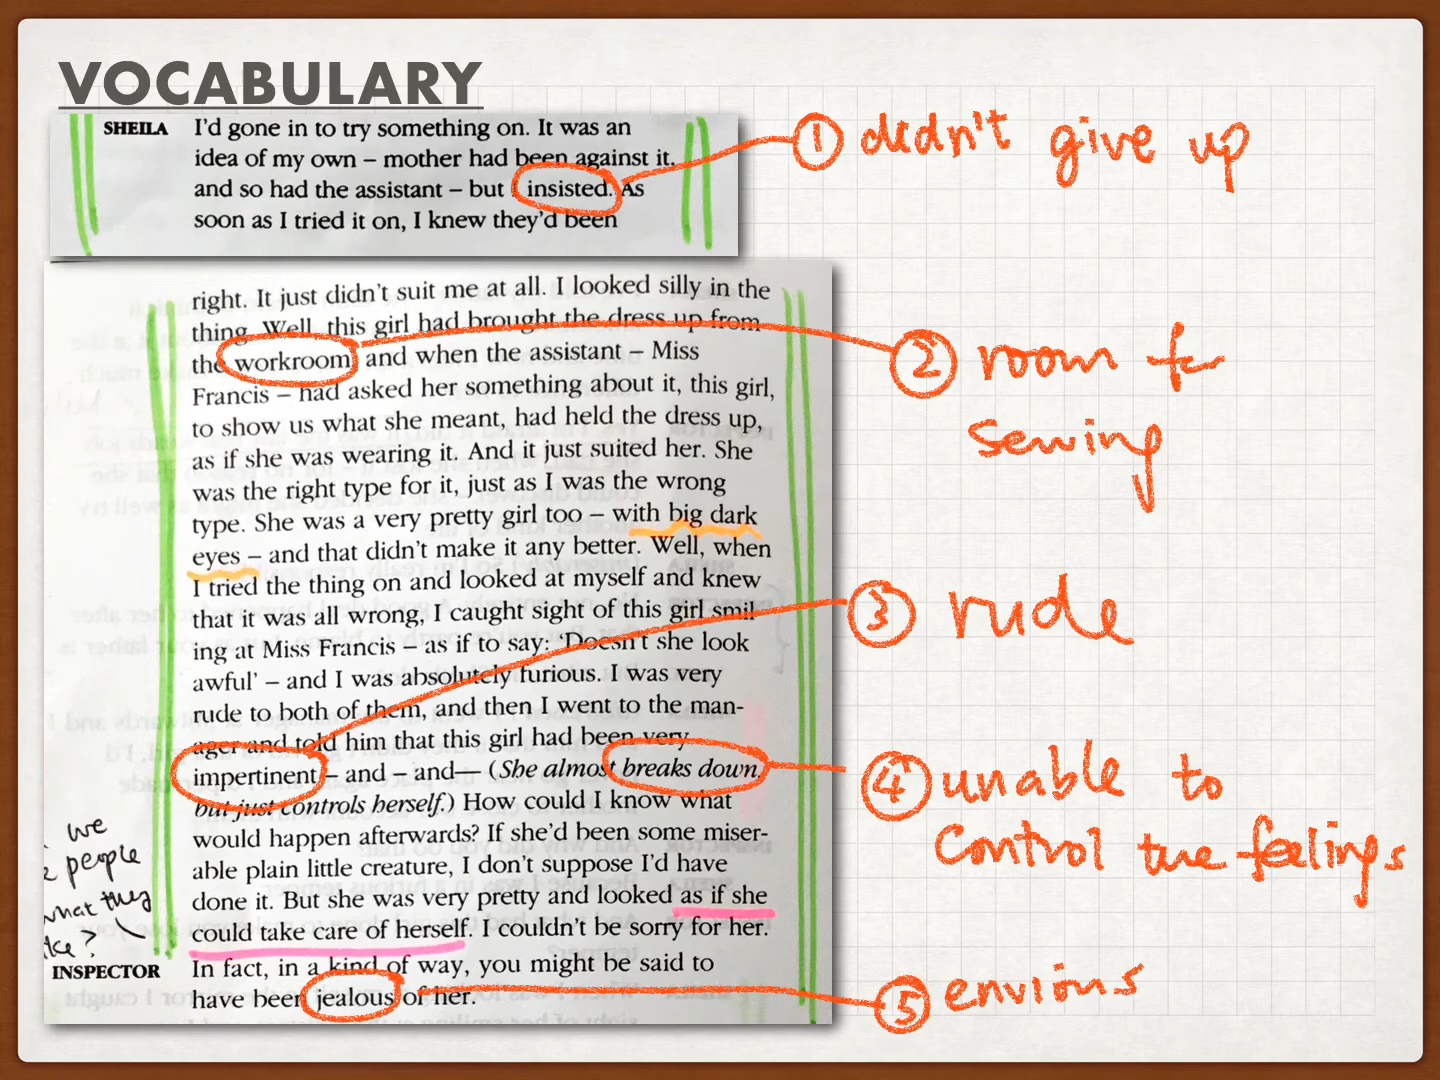 VOCABULARY
SHEILA I'd gone in to try something on. It was an
idea of my own – mother had been against it,
and so had the assistant – but I insisted. As
soon as I tried it on, I knew they'd been
① didn't give up
right. It just didn't suit me at all. I looked silly in the
thing. Well, this girl had brought the dress up from
the workroom, and when the assistant – Miss
Francis – had asked her something about it, this girl,
to show us what she meant, had held the dress up,
as if she was wearing it. And it just suited her. She
was the right type for it, just as I was the wrong
type. She was a very pretty girl too – with big dark
eyes – and that didn't make it any better. Well, when
I tried the thing on and looked at myself and knew
that it was all wrong, I caught sight of this girl smil-
ing at Miss Francis – as if to say: 'Doesn't she look
awful' – and I was absolutely furious. I was very
rude to both of them, and then I went to the man-
ager and told him that this girl had been very
impertinent – and – and– (She almost breaks down,
but just controls herself.) How could I know what
would happen afterwards? If she'd been some miser-
able plain little creature, I don't suppose I'd have
done it. But she was very pretty and looked as if she
could take care of herself. I couldn't be sorry for her.
INSPECTOR In fact, in a kind of way, you might be said to
have been jealous of her.
② room for
sewing
③ rude
④ unable to
control the feelings
⑤ envious
we
people
what they